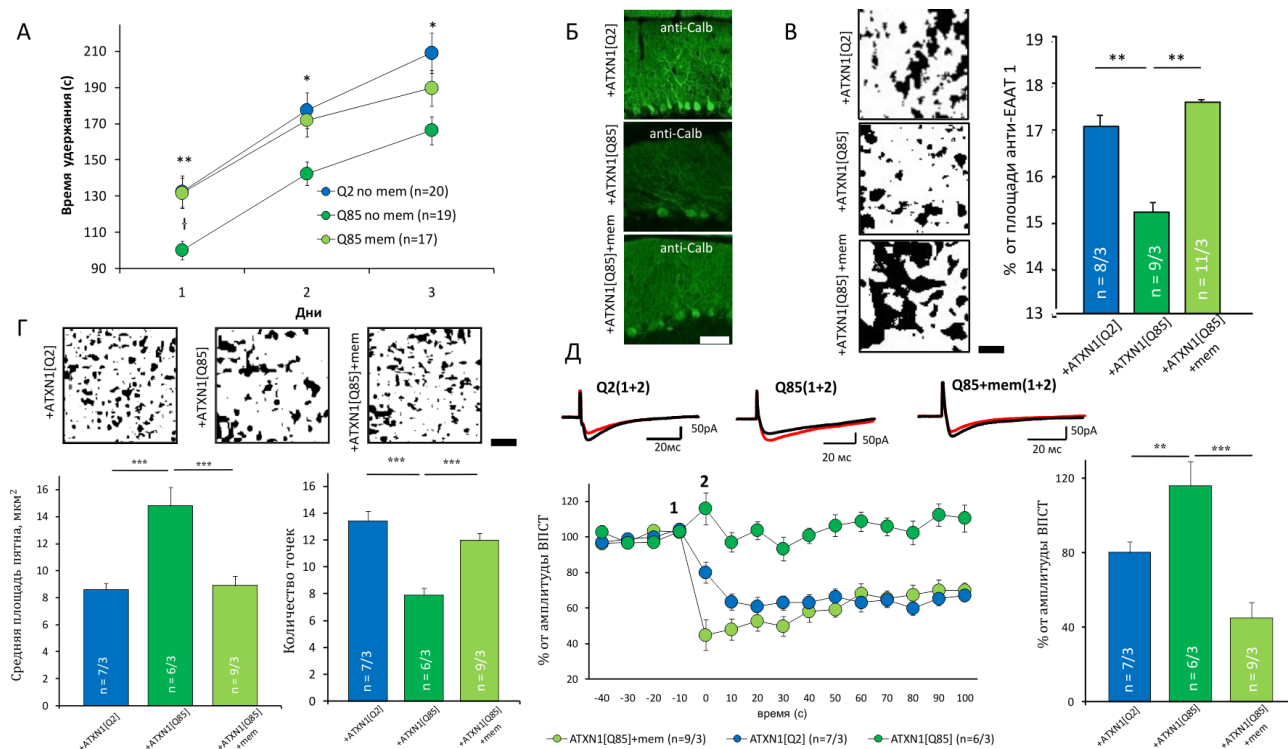 А
Время удержания (с)
210
190
170
150
130
110
90
**
*
*
†
Q2 no mem (n=20)
Q85 no mem (n=19)
Q85 mem (n=17)
1
2
3
Дни
Б
+ATXN1[Q2]
anti-Calb
+ATXN1[Q85]
anti-Calb
+ATXN1[Q85]+mem
anti-Calb
В
+ATXN1[Q2]
+ATXN1[Q85]
+ATXN1[Q85] +mem
% от площади анти-EAAT 1
19
18
17
16
15
14
13
**
**
n = 8/3
n = 9/3
n = 11/3
+ATXN1[Q2]
+ATXN1[Q85]
+ATXN1[Q85]
+mem
Г
+ATXN1[Q2]
+ATXN1[Q85]
+ATXN1[Q85]+mem
Средняя площадь пятна, мкм²
16
14
12
10
8
6
4
2
0
***
***
n = 7/3
n = 6/3
n = 9/3
+ATXN1[Q2]
+ATXN1[Q85]
+ATXN1[Q85]
+ mem
Количество точек
16
14
12
10
8
6
4
2
0
***
***
n = 7/3
n = 6/3
n = 9/3
+ATXN1[Q2]
+ATXN1[Q85]
+ATXN1[Q85]
+mem
Д
Q2(1+2)
50pA
20мс
Q85(1+2)
50pA
20 мс
Q85+mem(1+2)
50pA
20 мс
% от амплитуды ВПСТ
120
100
80
60
40
20
1
2
-40
-30
-20
-10
0
10
20
30
40
50
60
70
80
90
100
время (с)
ATXN1[Q85]+mem (n=9/3)
ATXN1[Q2] (n=7/3)
ATXN1[Q85] (n=6/3)
% от амплитуды ВПСТ
120
80
40
0
**
***
n = 7/3
n = 6/3
n = 9/3
+ATXN1[Q2]
+ATXN1[Q85]
+ATXN1[Q85]
+mem